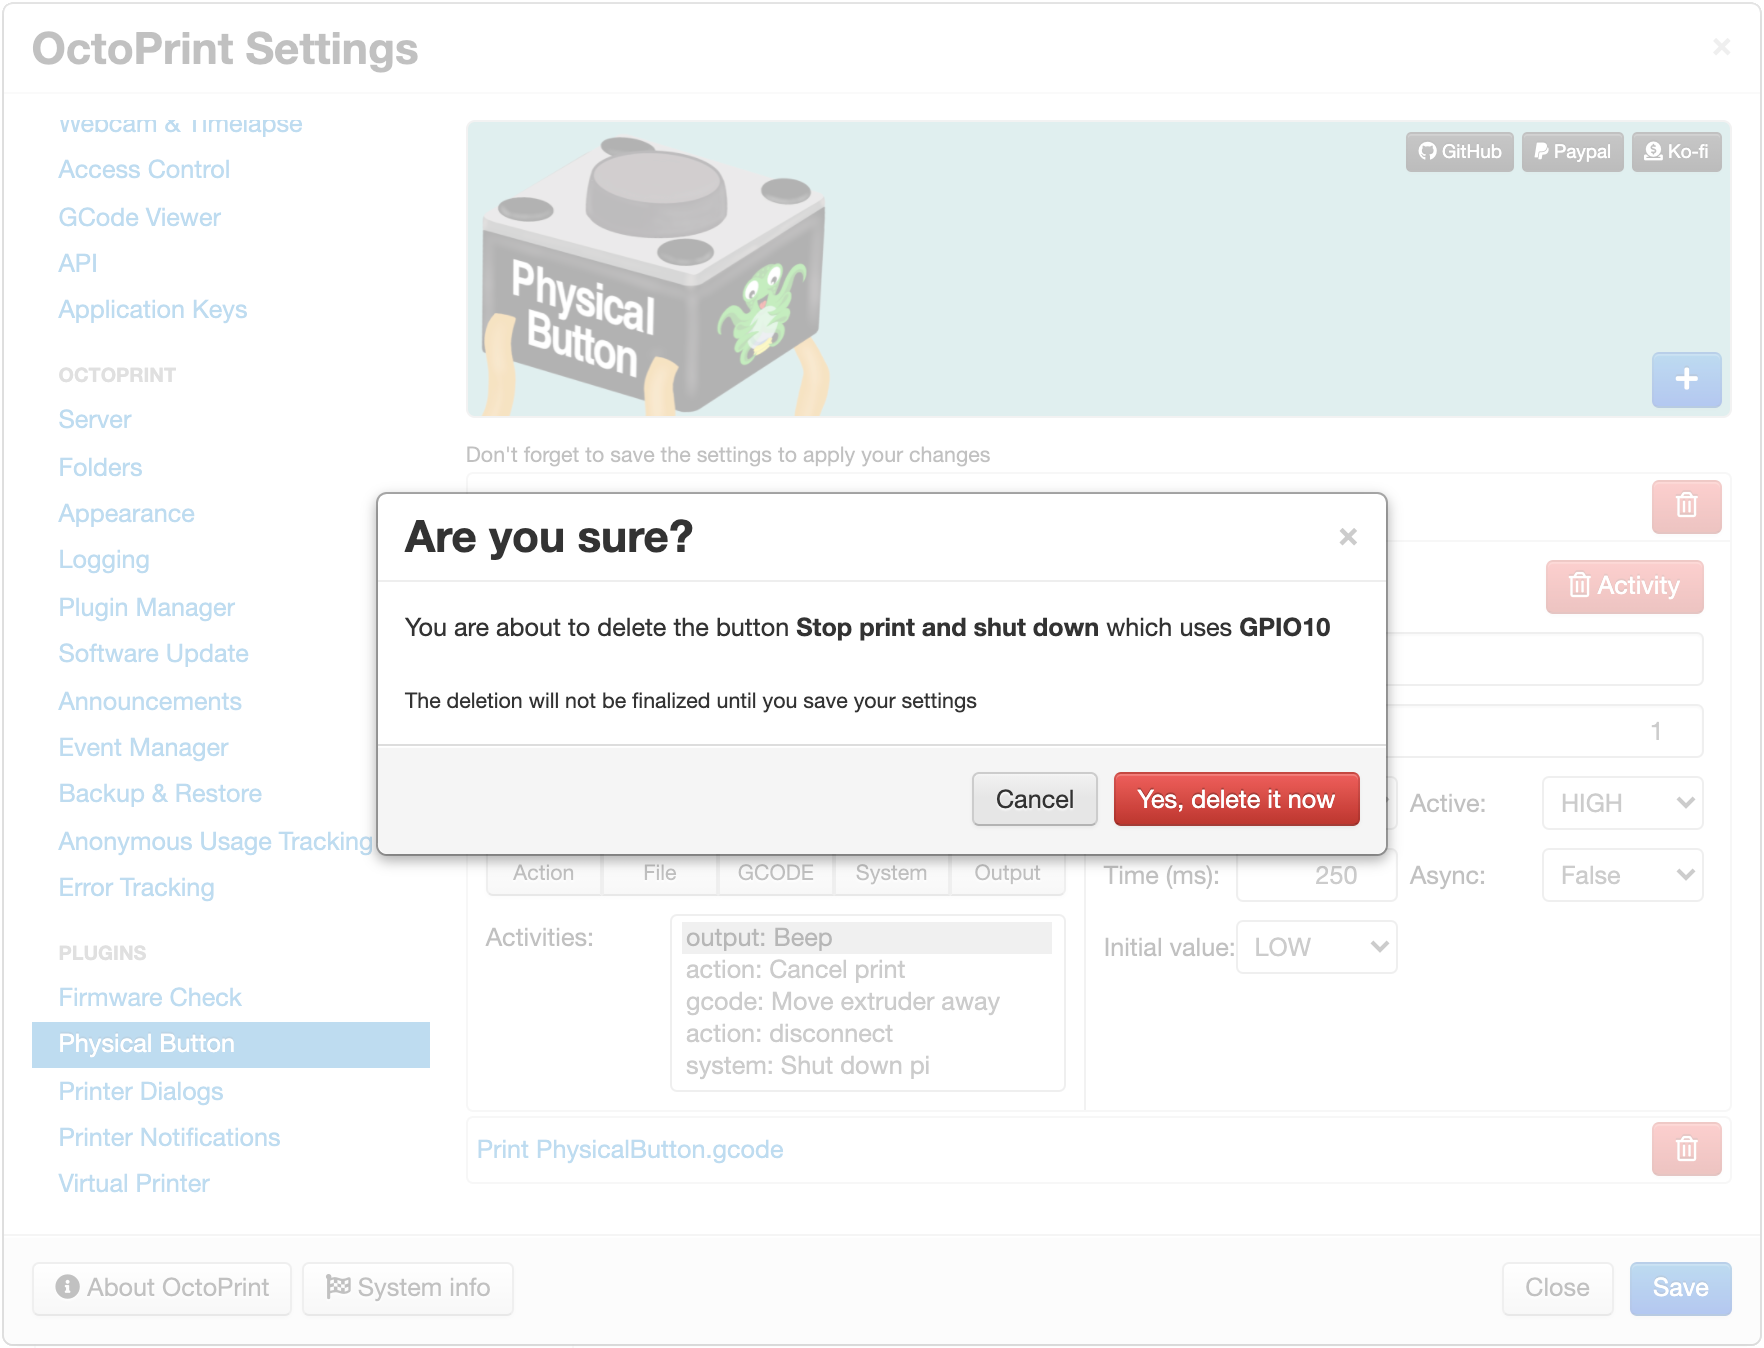 OctoPrint Settings
×
Webcam & Timelapse
Access Control
GCode Viewer
API
Application Keys
OCTOPRINT
Server
Folders
Appearance
Logging
Plugin Manager
Software Update
Announcements
Event Manager
Backup & Restore
Anonymous Usage Tracking
Error Tracking
PLUGINS
Firmware Check
Physical Button
Printer Dialogs
Printer Notifications
Virtual Printer
Physical
Button
GitHub Paypal Ko-fi
+
Don't forget to save the settings to apply your changes
Activity
1
Are you sure?
×
You are about to delete the button Stop print and shut down which uses GPIO10
The deletion will not be finalized until you save your settings
Cancel Yes, delete it now
Active: HIGH
Action File GCODE System Output
Time (ms): 250 Async: False
Activities:
output: Beep
action: Cancel print
gcode: Move extruder away
action: disconnect
system: Shut down pi
Initial value: LOW
Print PhysicalButton.gcode
About OctoPrint System info Close Save